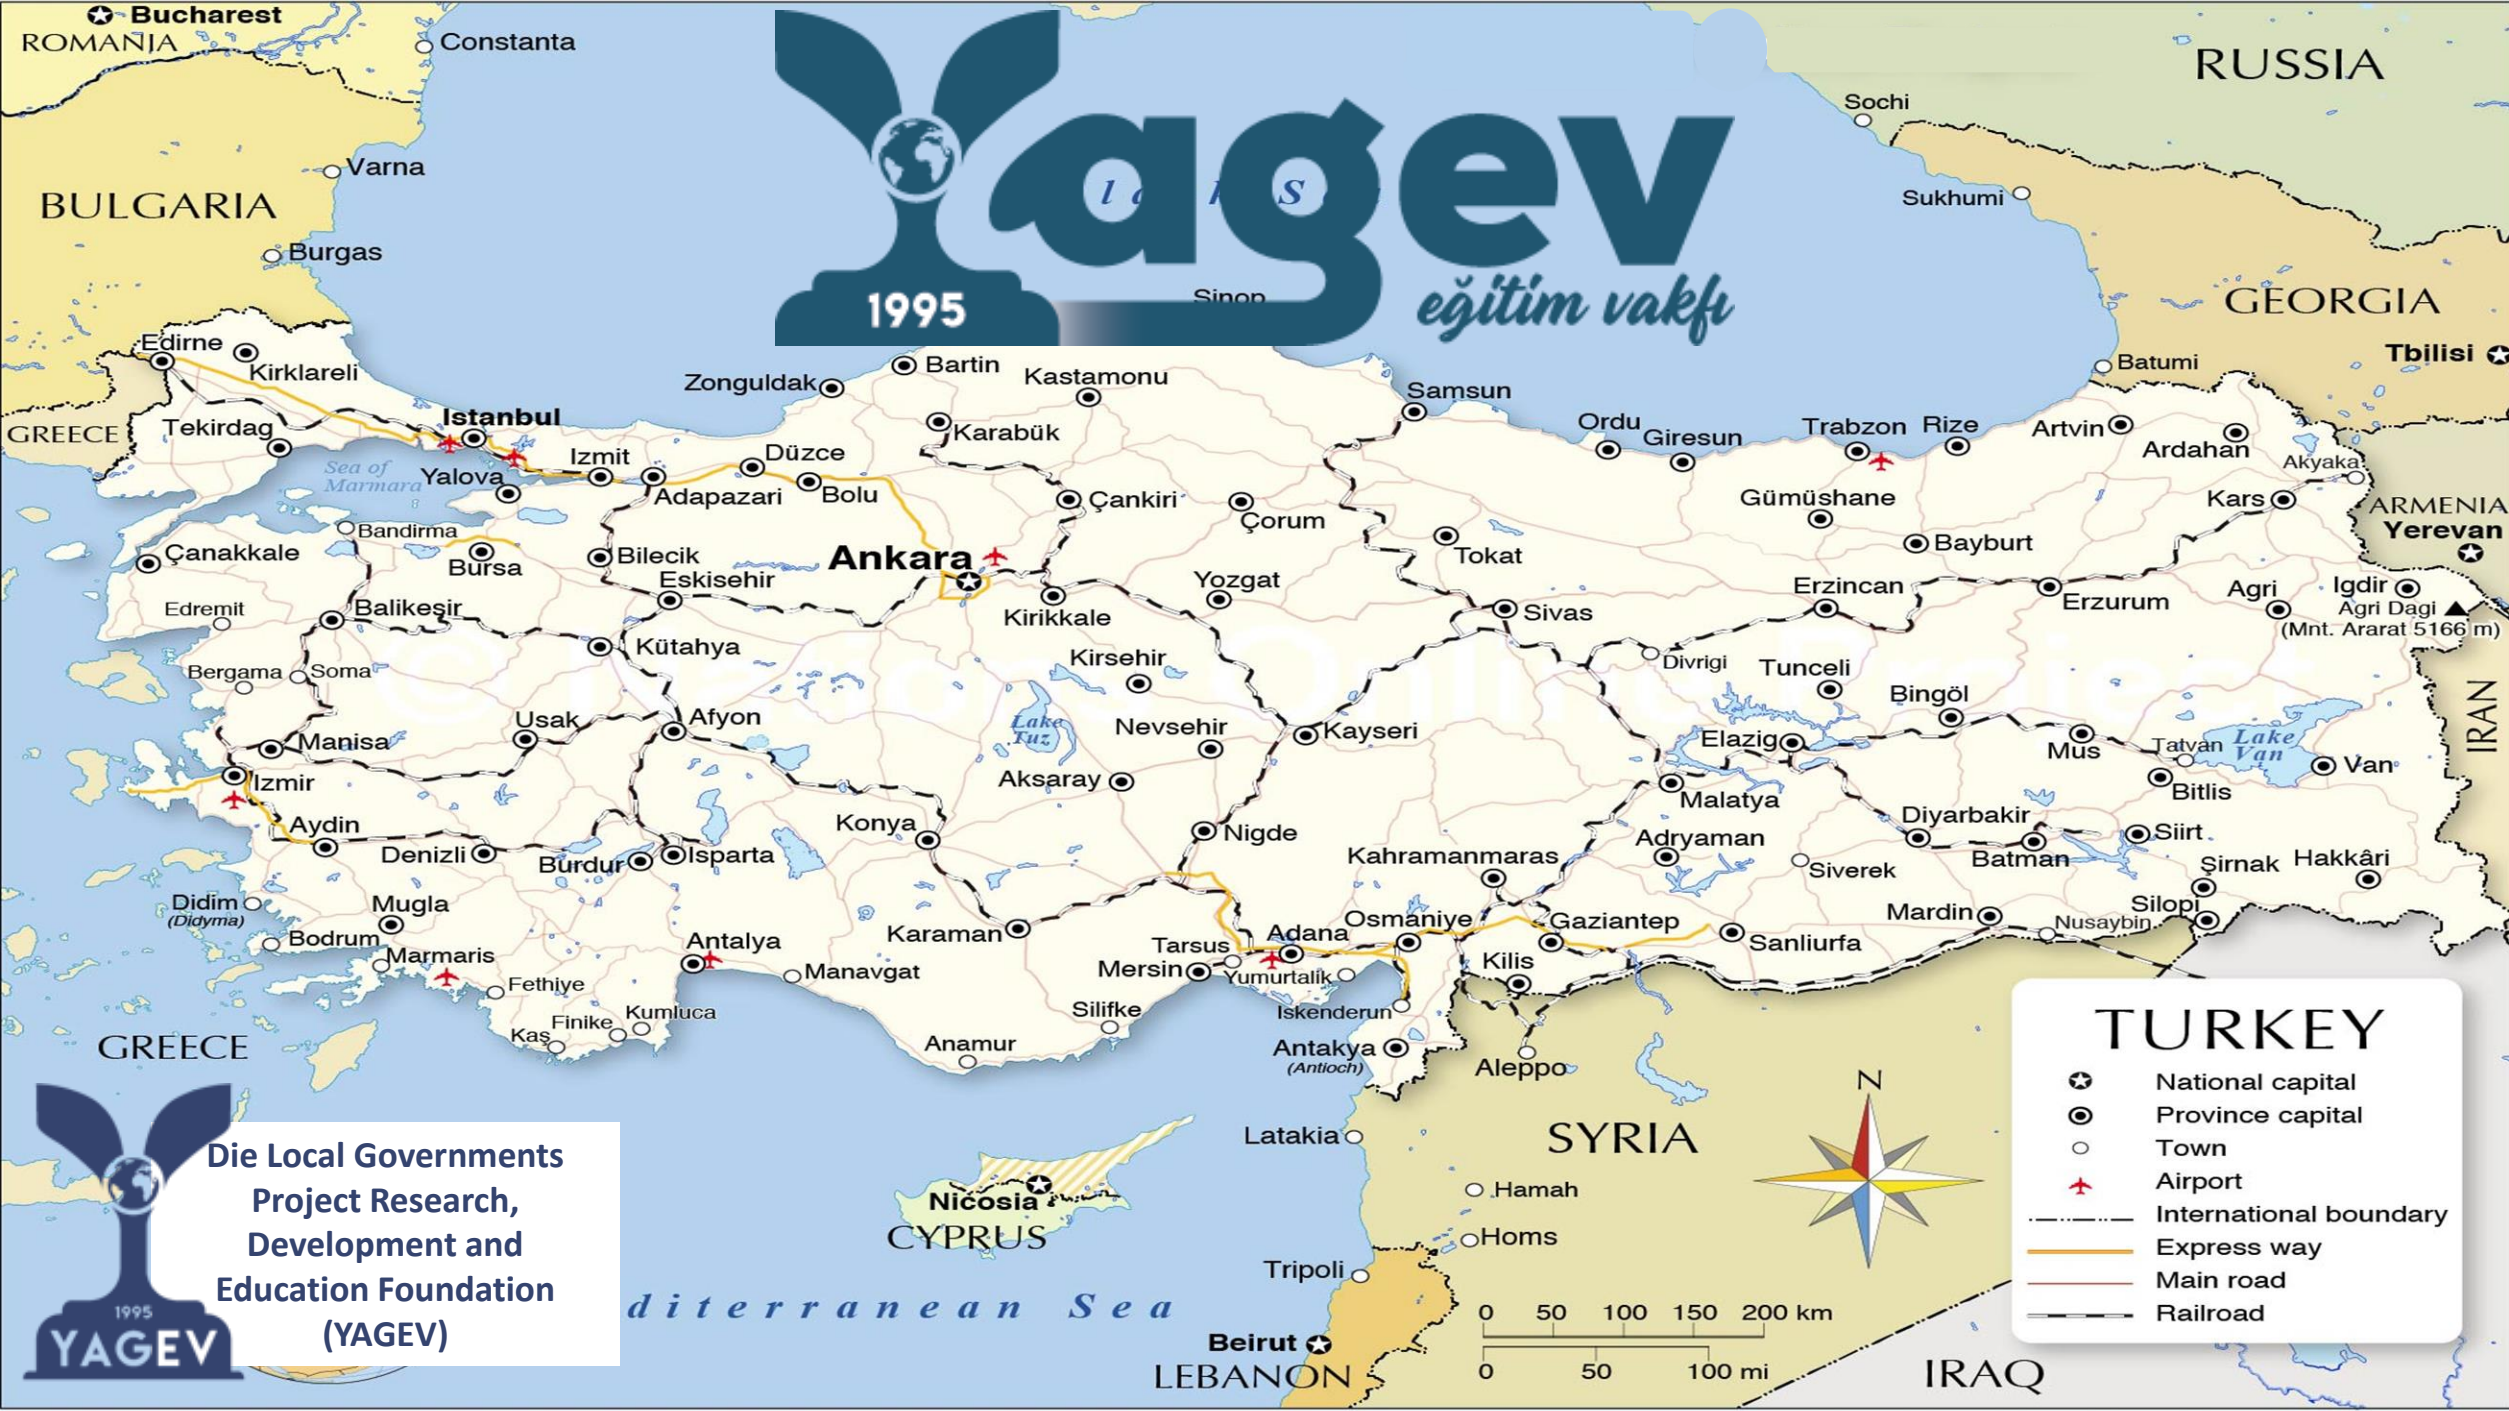 Bucharest
ROMANIA
Constanta
RUSSIA
Sochi
Varna
BULGARIA
Sukhumi
Burgas
Yagev
eğitim vakfı
1995
Sinop
GEORGIA
Tbilisi
Batumi
Edirne
Kirklareli
Bartin
Zonguldak
Kastamonu
Samsun
Istanbul
GREECE
Tekirdag
Karabük
Ordu
Giresun
Trabzon
Rize
Artvin
Ardahan
Akyaka
Sea of
Marmara
Yalova
Izmit
Düzce
Adapazari
Bolu
Çankiri
Çorum
Gümüshane
Kars
ARMENIA
Yerevan
Bandirma
Çanakkale
Bursa
Bilecik
Ankara
Tokat
Bayburt
Eskisehir
Yozgat
Erzincan
Erzurum
Agri
Igdir
Agri Dagi
(Mnt. Ararat 5166 m)
Edremit
Balikeşir
Kirikkale
Sivas
Kütahya
Kirsehir
Divrigi
Tunceli
Bingöl
Bergama
Soma
Usak
Afyon
Lake
Tuz
Nevsehir
Kayseri
Elazig
Mus
Tatvan
Lake
Van
Van
IRAN
Manisa
Izmir
Aksaray
Malatya
Bitlis
Aydin
Konya
Nigde
Adryaman
Diyarbakir
Siirt
Denizli
Burdur
Isparta
Kahramanmaras
Siverek
Batman
Şirnak
Hakkâri
Didim
(Didyma)
Mugla
Karaman
Osmaniye
Gaziantep
Mardin
Silopi
Nusaybin
Bodrum
Marmaris
Antalya
Manavgat
Tarsus
Adana
Sanliurfa
Mersin
Yumurtalik
Kilis
Fethiye
Kumluca
Finike
Kaş
Silifke
Iskenderun
GREECE
Anamur
Antakya
(Antioch)
Aleppo
TURKEY
National capital
Province capital
Town
Airport
International boundary
Express way
Main road
Railroad
N
Latakia
SYRIA
Hamah
Homs
Nicosia
CYPRUS
Tripoli
Die Local Governments
Project Research,
Development and
Education Foundation
(YAGEV)
1995
YAGEV
diterranean Sea
Beirut
LEBANON
0 50 100 150 200 km
0 50 100 mi
IRAQ